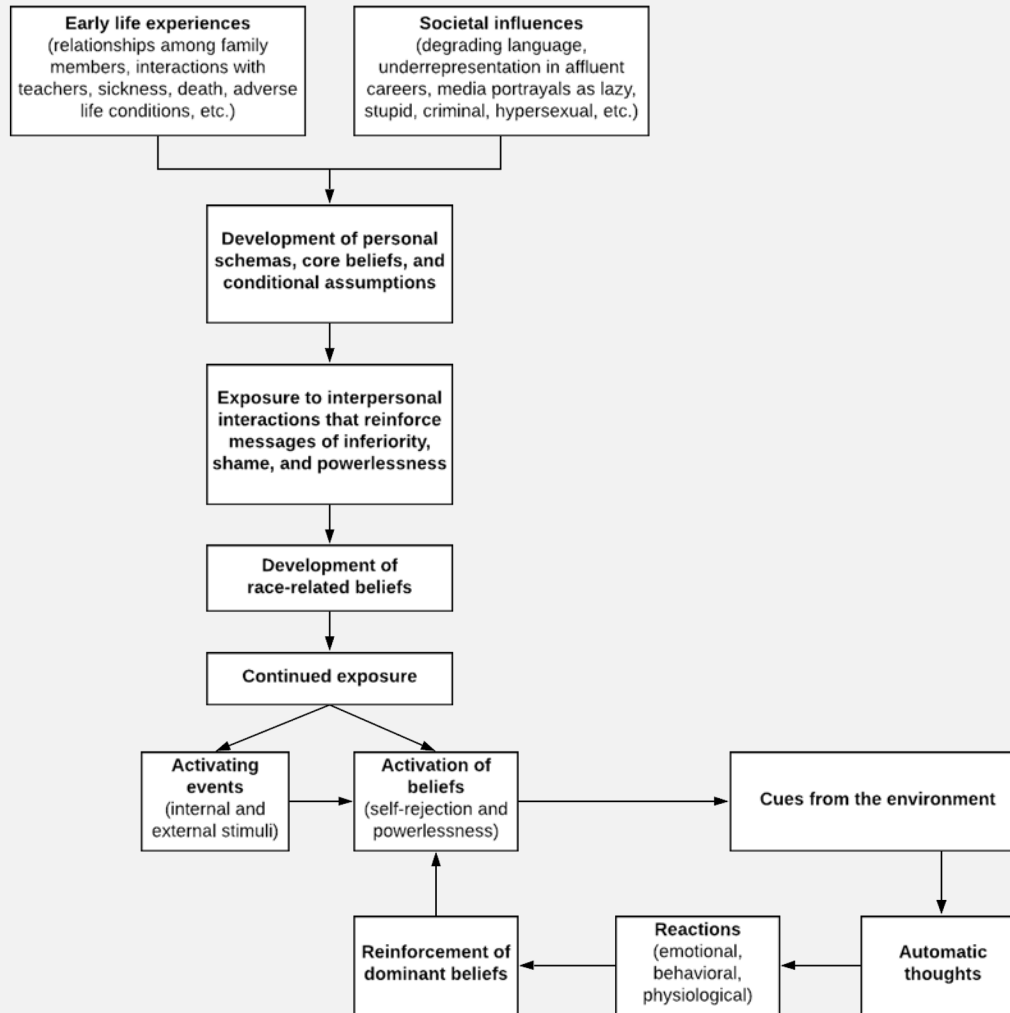 Early life experiences
(relationships among family
members, interactions with
teachers, sickness, death, adverse
life conditions, etc.)
Societal influences
(degrading language,
underrepresentation in affluent
careers, media portrayals as lazy,
stupid, criminal, hypersexual, etc.)
Development of personal
schemas, core beliefs, and
conditional assumptions
Exposure to interpersonal
interactions that reinforce
messages of inferiority,
shame, and powerlessness
Development of
race-related beliefs
Continued exposure
Activating
events
(internal and
external stimuli)
Activation of
beliefs
(self-rejection and
powerlessness)
Cues from the environment
Reinforcement of
dominant beliefs
Reactions
(emotional,
behavioral,
physiological)
Automatic
thoughts